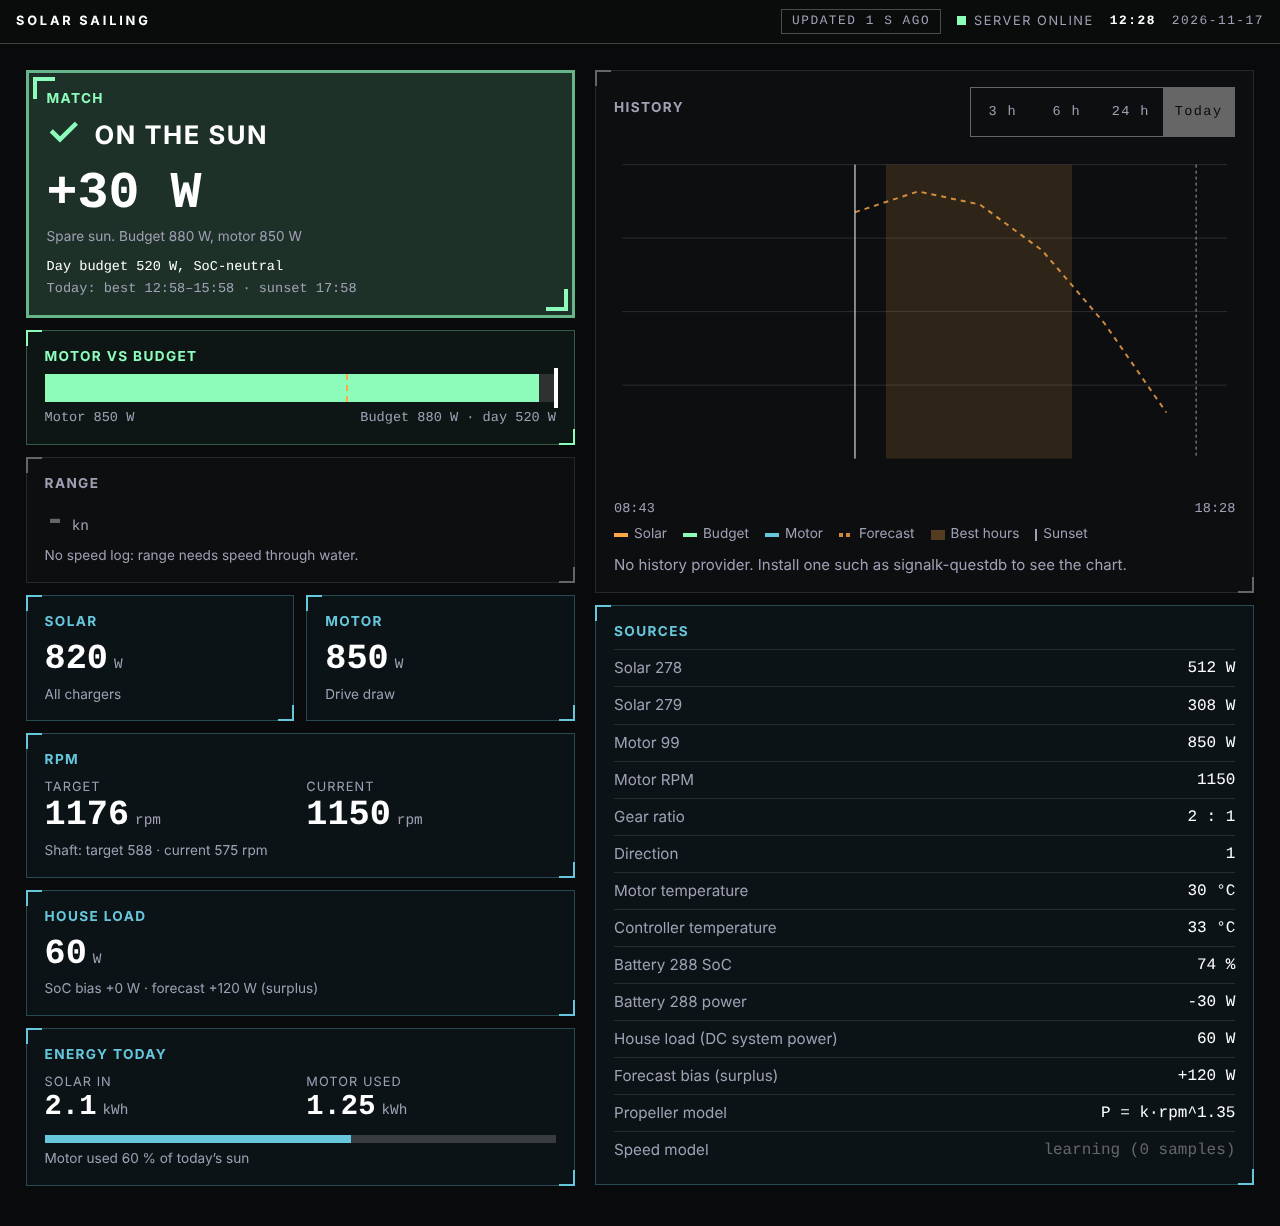 SOLAR SAILING
UPDATED 1 S AGO
SERVER ONLINE
12:28
2026-11-17
MATCH
ON THE SUN
+30 W
Spare sun. Budget 880 W, motor 850 W
Day budget 520 W, SoC-neutral
Today: best 12:58–15:58 · sunset 17:58
MOTOR VS BUDGET
Motor 850 W
Budget 880 W · day 520 W
RANGE
– kn
No speed log: range needs speed through water.
SOLAR
820 W
All chargers
MOTOR
850 W
Drive draw
RPM
TARGET
1176 rpm
CURRENT
1150 rpm
Shaft: target 588 · current 575 rpm
HOUSE LOAD
60 W
SoC bias +0 W · forecast +120 W (surplus)
ENERGY TODAY
SOLAR IN
2.1 kWh
MOTOR USED
1.25 kWh
Motor used 60 % of today’s sun
HISTORY
3 h
6 h
24 h
Today
08:43
18:28
Solar
Budget
Motor
Forecast
Best hours
Sunset
No history provider. Install one such as signalk-questdb to see the chart.
SOURCES
Solar 278 512 W
Solar 279 308 W
Motor 99 850 W
Motor RPM 1150
Gear ratio 2 : 1
Direction 1
Motor temperature 30 °C
Controller temperature 33 °C
Battery 288 SoC 74 %
Battery 288 power -30 W
House load (DC system power) 60 W
Forecast bias (surplus) +120 W
Propeller model P = k·rpm^1.35
Speed model learning (0 samples)